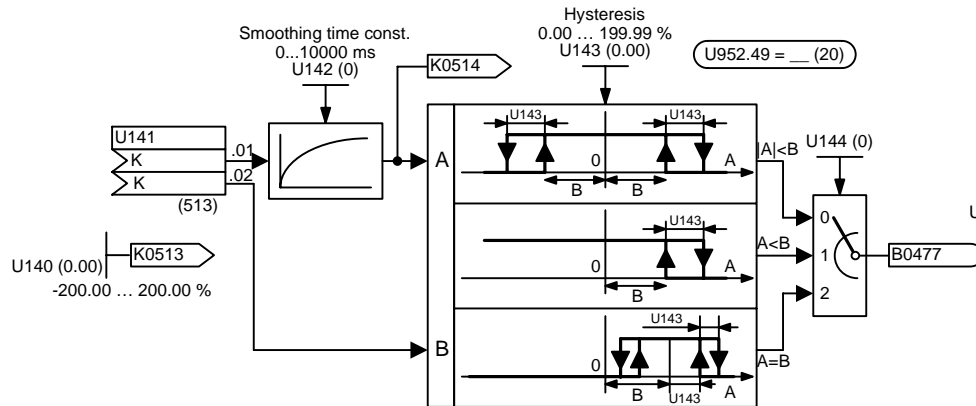 Hysteresis
0.00 ... 199.99 %
U143 (0.00)
Smoothing time const.
0...10000 ms
U142 (0)
K0514
U952.49 = __ (20)
U141
K
.01
K
.02
(513)
U140 (0.00)
K0513
-200.00 ... 200.00 %
A
B
U143
U143
0
A
B
B
|A|<B
U143
0
A
B
A<B
U143
0
B
U143
A
A=B
U144 (0)
0
1
2
B0477
U